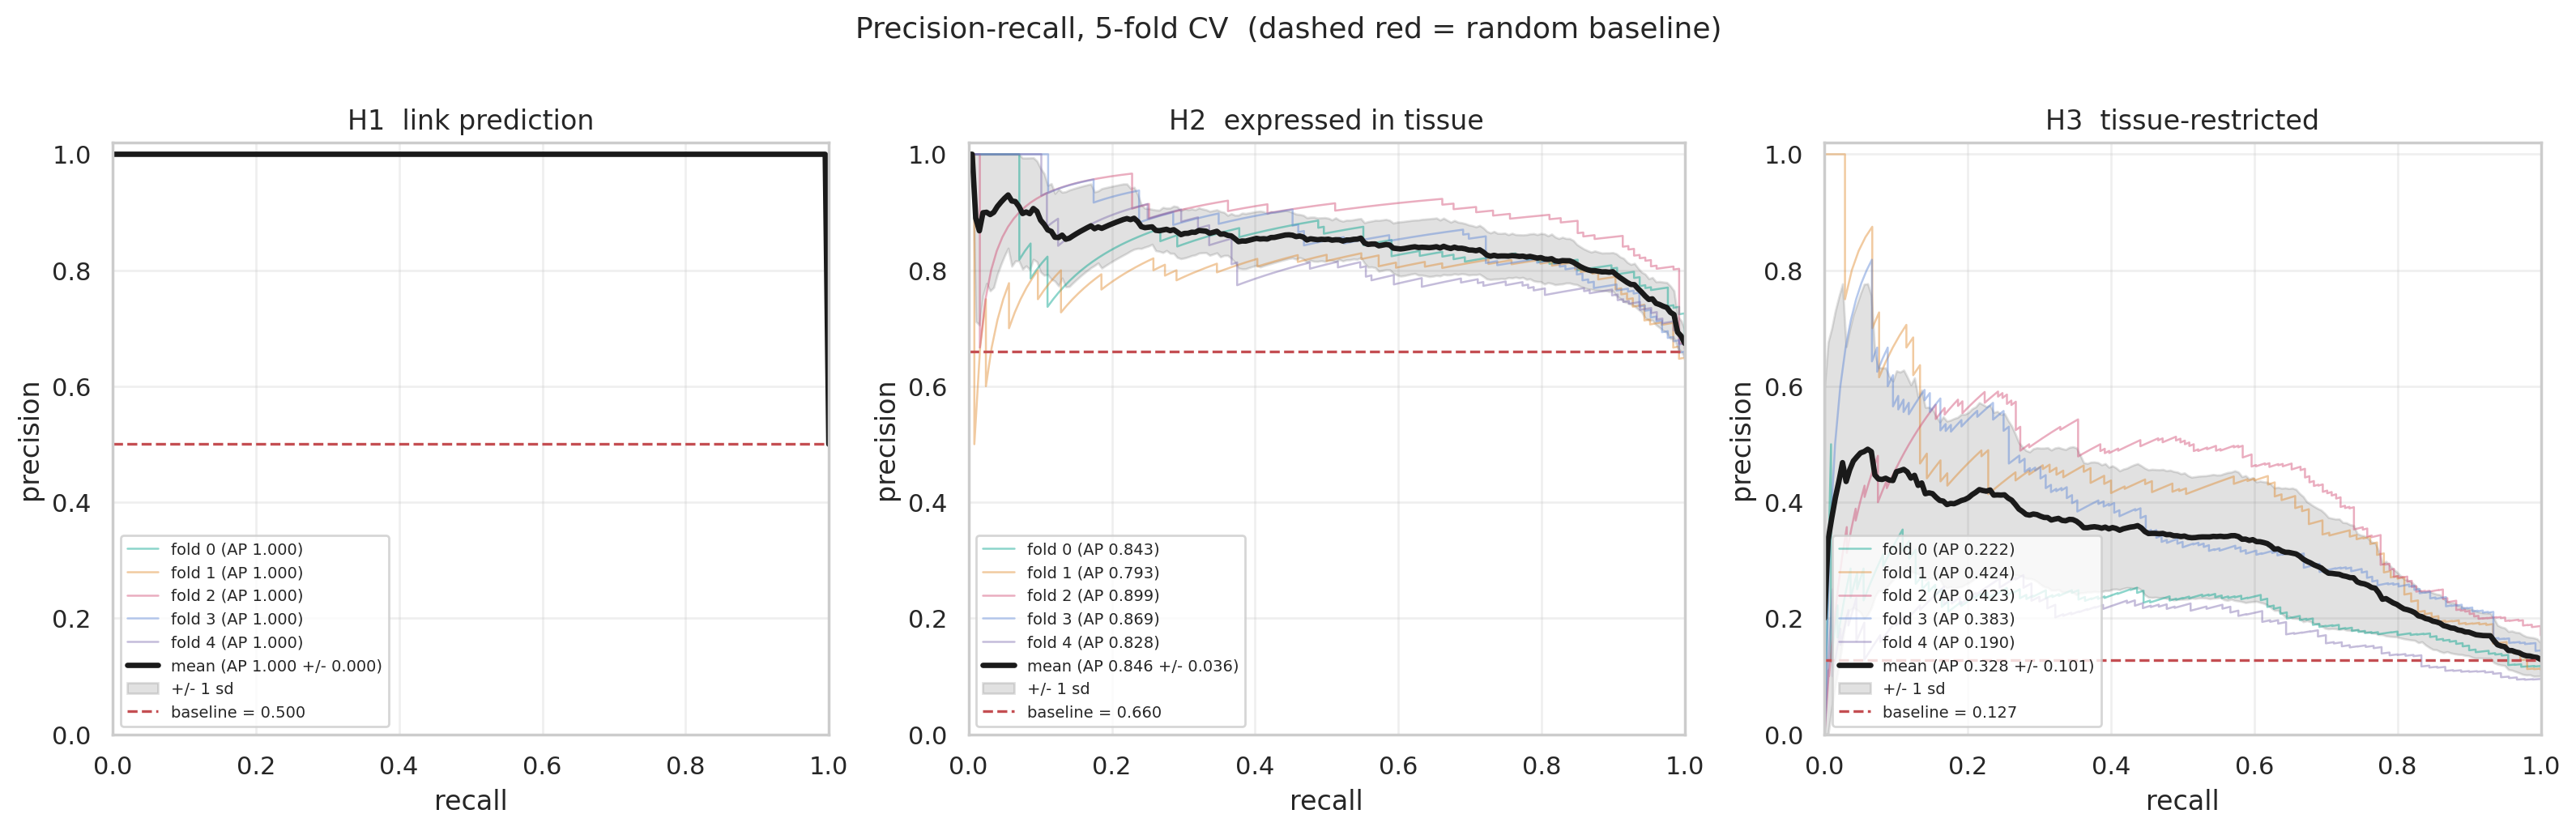 Precision-recall, 5-fold CV  (dashed red = random baseline)
H1  link prediction
precision
1.0
0.8
0.6
0.4
0.2
0.0
fold 0 (AP 1.000)
fold 1 (AP 1.000)
fold 2 (AP 1.000)
fold 3 (AP 1.000)
fold 4 (AP 1.000)
mean (AP 1.000 +/- 0.000)
+/- 1 sd
baseline = 0.500
0.0 0.2 0.4 0.6 0.8 1.0
recall
H2  expressed in tissue
precision
1.0
0.8
0.6
0.4
0.2
0.0
fold 0 (AP 0.843)
fold 1 (AP 0.793)
fold 2 (AP 0.899)
fold 3 (AP 0.869)
fold 4 (AP 0.828)
mean (AP 0.846 +/- 0.036)
+/- 1 sd
baseline = 0.660
0.0 0.2 0.4 0.6 0.8 1.0
recall
H3  tissue-restricted
precision
1.0
0.8
0.6
0.4
0.2
0.0
fold 0 (AP 0.222)
fold 1 (AP 0.424)
fold 2 (AP 0.423)
fold 3 (AP 0.383)
fold 4 (AP 0.190)
mean (AP 0.328 +/- 0.101)
+/- 1 sd
baseline = 0.127
0.0 0.2 0.4 0.6 0.8 1.0
recall